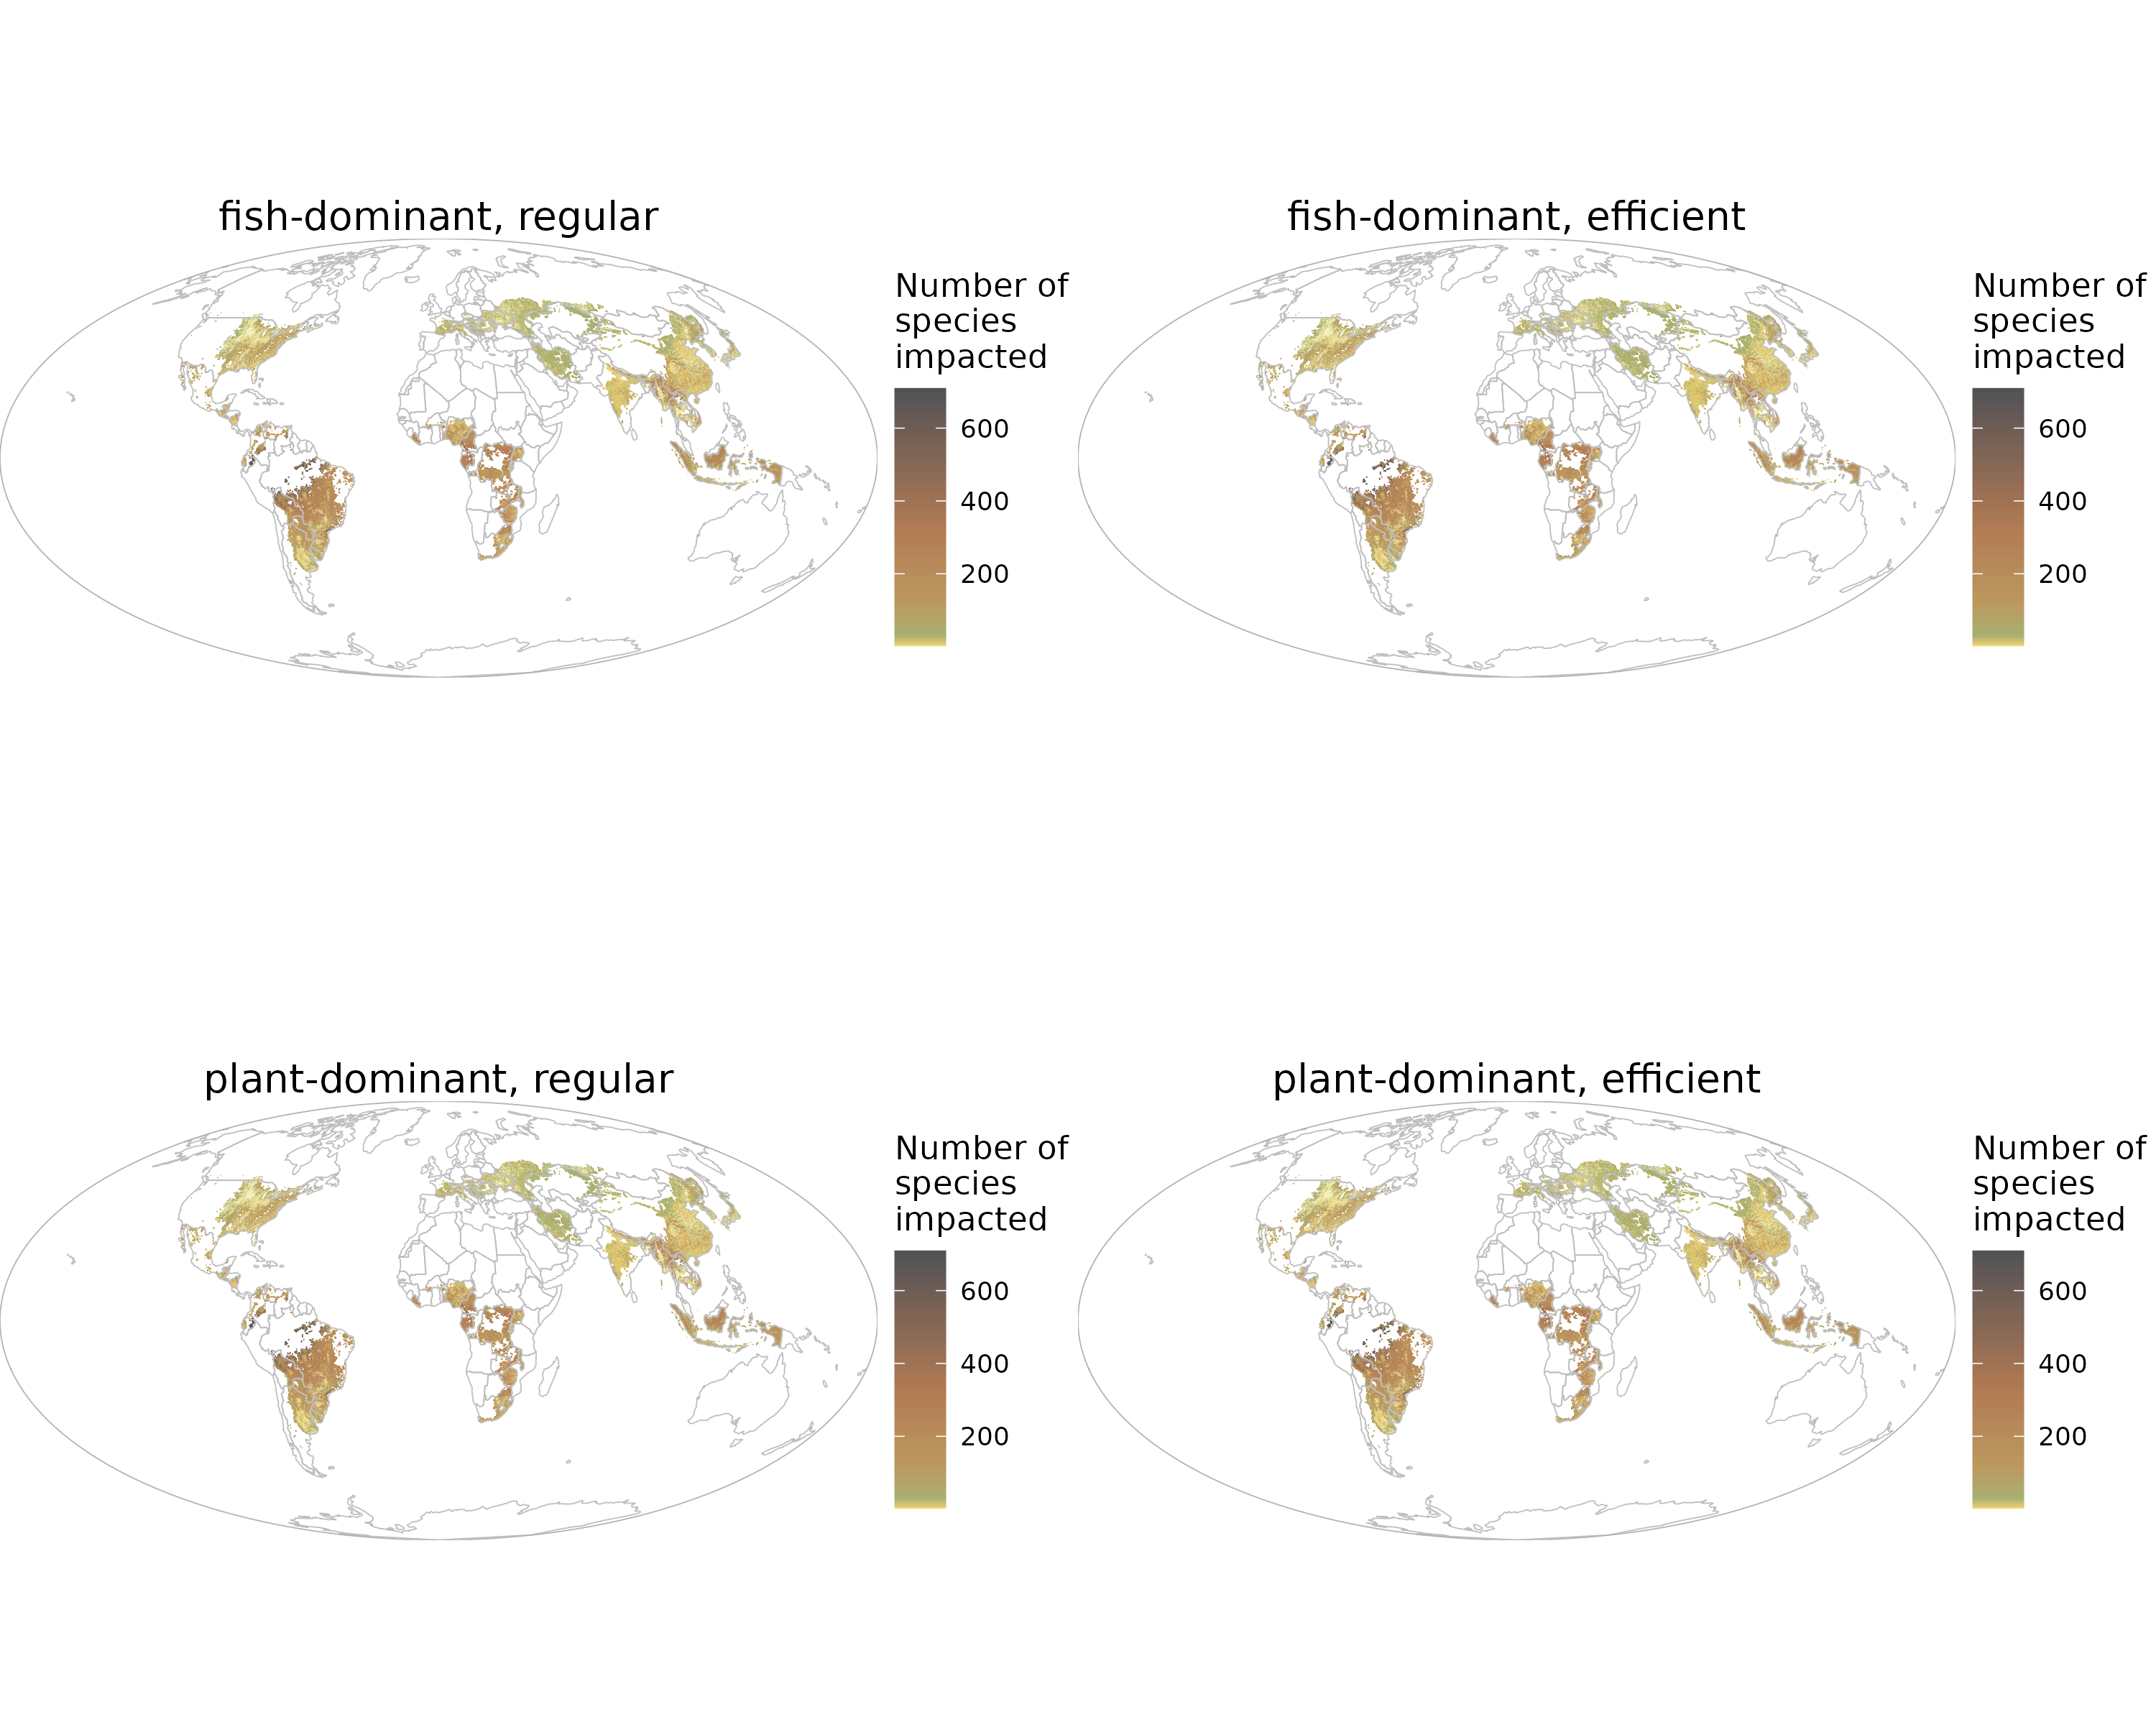 fish-dominant, regular
Number of
species
impacted
600
400
200
fish-dominant, efficient
Number of
species
impacted
600
400
200
plant-dominant, regular
Number of
species
impacted
600
400
200
plant-dominant, efficient
Number of
species
impacted
600
400
200